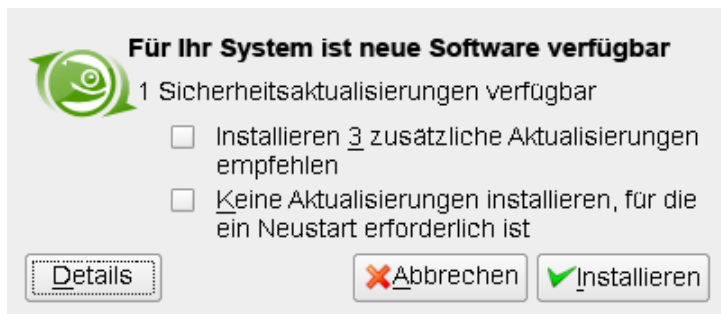 Für Ihr System ist neue Software verfügbar
1 Sicherheitsaktualisierungen verfügbar
Installieren 3 zusätzliche Aktualisierungen
empfehlen
Keine Aktualisierungen installieren, für die
ein Neustart erforderlich ist
Details
Abbrechen
Installieren